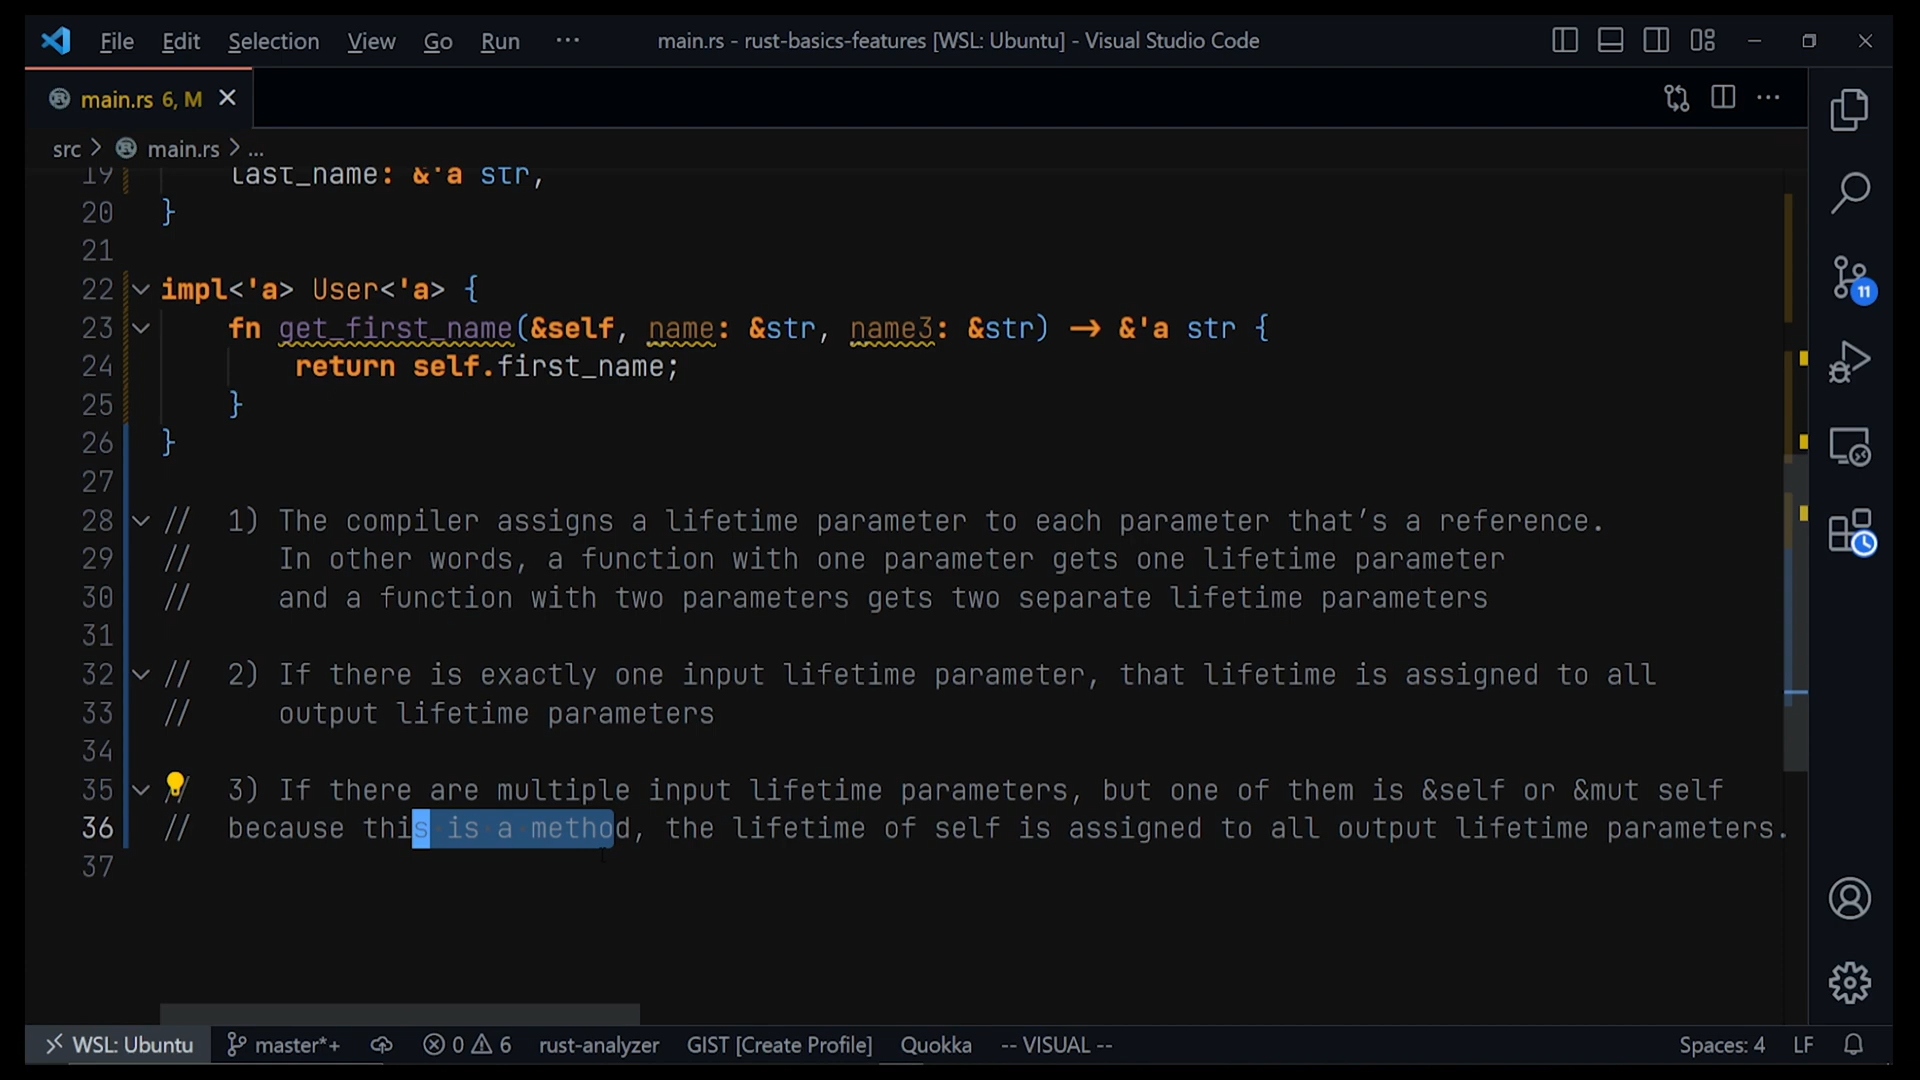 File Edit Selection View Go Run ··· main.rs - rust-basics-features [WSL: Ubuntu] - Visual Studio Code
main.rs 6, M
src > main.rs > ...
19 last_name: &'a str,
20 }
21
22 impl<'a> User<'a> {
23 fn get_first_name(&self, name: &str, name3: &str) → &'a str {
24 return self.first_name;
25 }
26 }
27
28 // 1) The compiler assigns a lifetime parameter to each parameter that’s a reference.
29 // In other words, a function with one parameter gets one lifetime parameter
30 // and a function with two parameters gets two separate lifetime parameters
31
32 // 2) If there is exactly one input lifetime parameter, that lifetime is assigned to all
33 // output lifetime parameters
34
35 // 3) If there are multiple input lifetime parameters, but one of them is &self or &mut self
36 // because this is a method, the lifetime of self is assigned to all output lifetime parameters.
37
11
WSL: Ubuntu master*+ 0 6 rust-analyzer GIST [Create Profile] Quokka -- VISUAL -- Spaces: 4 LF